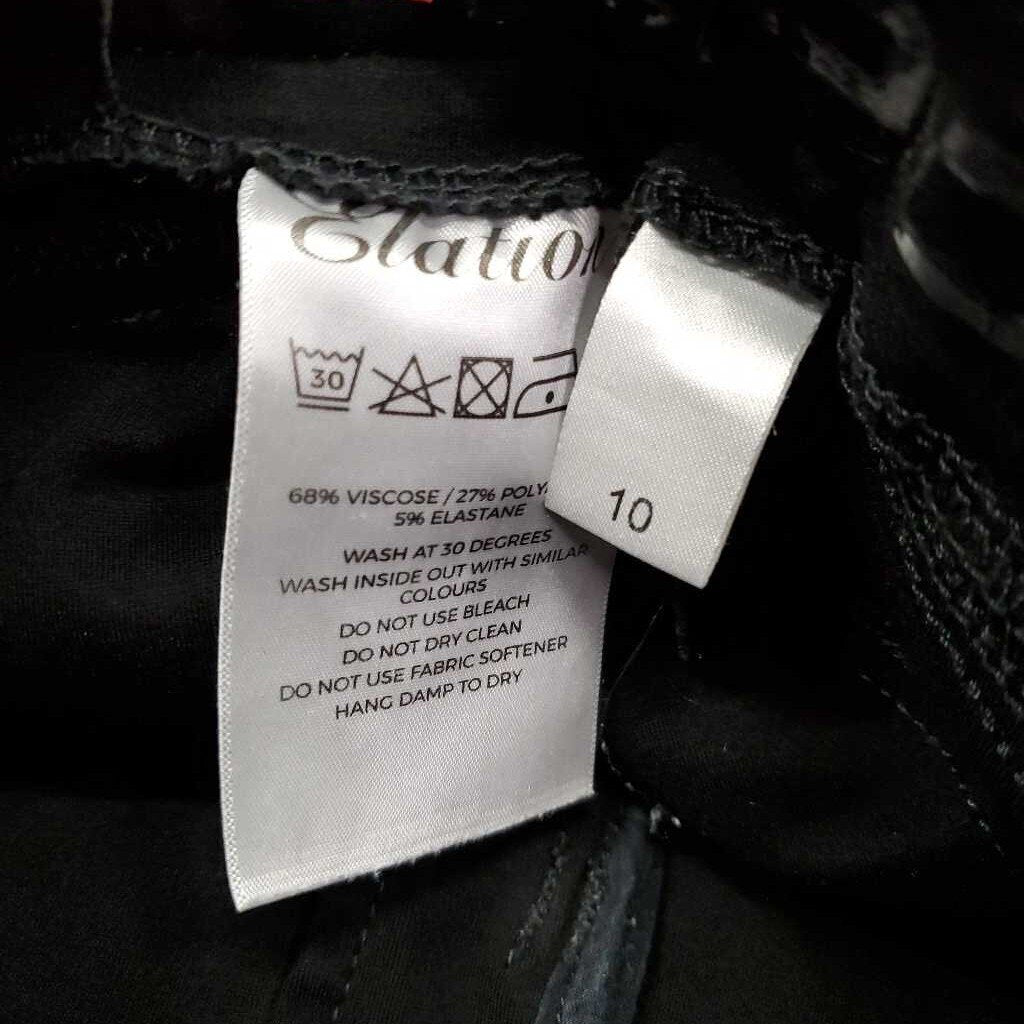 Elation
30
68% VISCOSE / 27%
5% ELASTANE
WASH AT 30 DEGREES
WASH INSIDE OUT WITH SIMILAR
COLOURS
DO NOT USE BLEACH
DO NOT DRY CLEAN
DO NOT USE FABRIC SOFTENER
HANG DAMP TO DRY
10